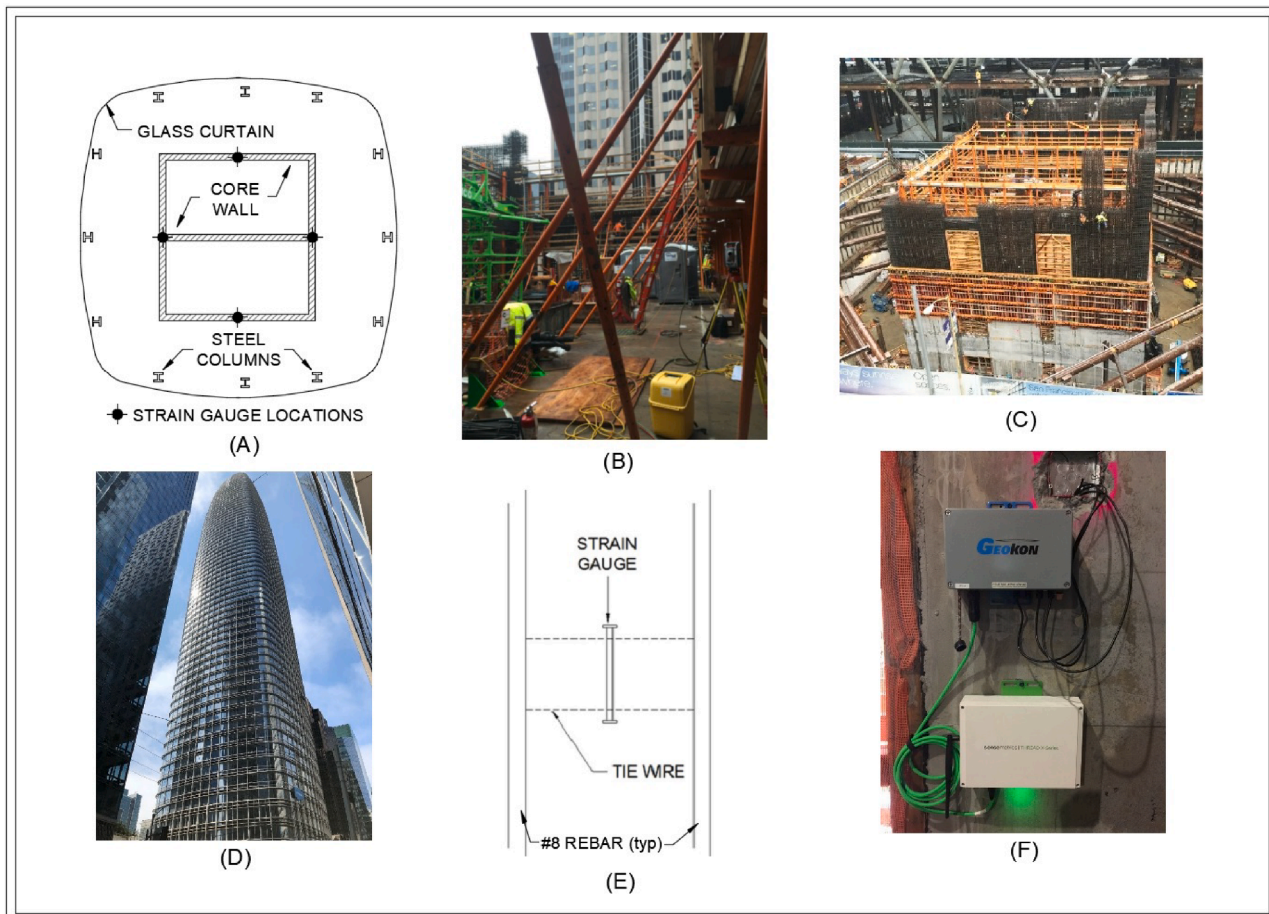 GLASS CURTAIN
CORE
WALL
STEEL
COLUMNS
STRAIN GAUGE LOCATIONS
(A)
(B)
(C)
(D)
STRAIN
GAUGE
TIE WIRE
#8 REBAR (typ)
(E)
GEOKON
(F)